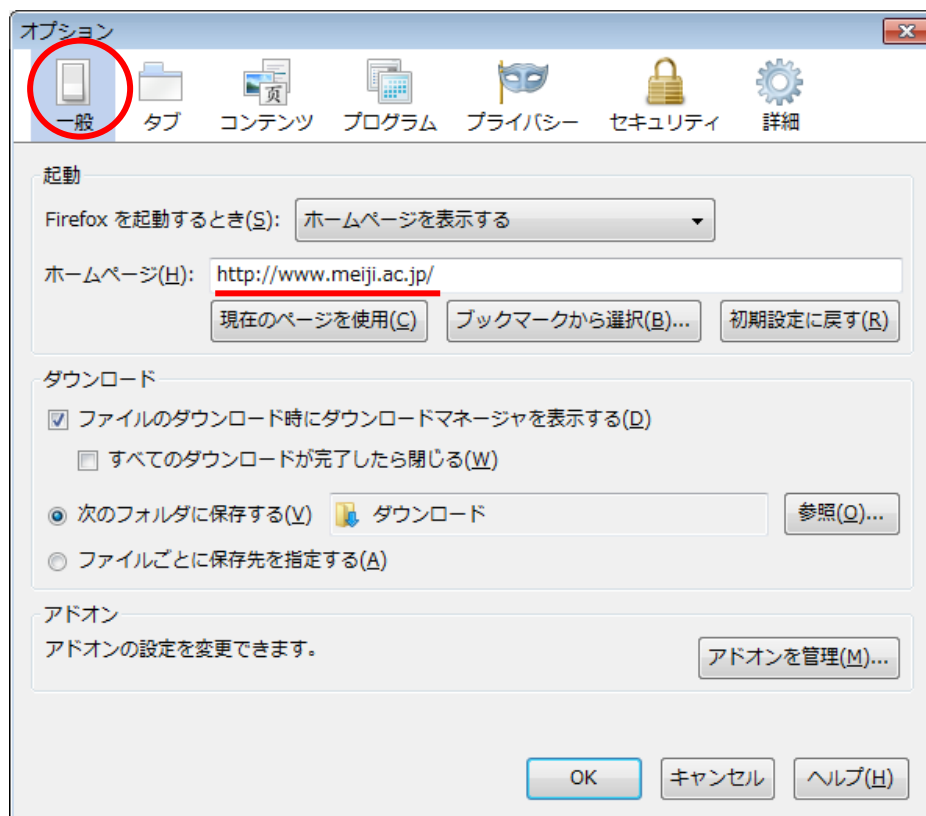 オプション
一般 タブ コンテンツ プログラム プライバシー セキュリティ 詳細
页
起動
Firefox を起動するとき(S): ホームページを表示する
ホームページ(H): http://www.meiji.ac.jp/
現在のページを使用(C) ブックマークから選択(B)... 初期設定に戻す(R)
ダウンロード
ファイルのダウンロード時にダウンロードマネージャを表示する(D)
すべてのダウンロードが完了したら閉じる(W)
次のフォルダに保存する(V) ダウンロード 参照(O)...
ファイルごとに保存先を指定する(A)
アドオン
アドオンの設定を変更できます。
アドオンを管理(M)...
OK キャンセル ヘルプ(H)